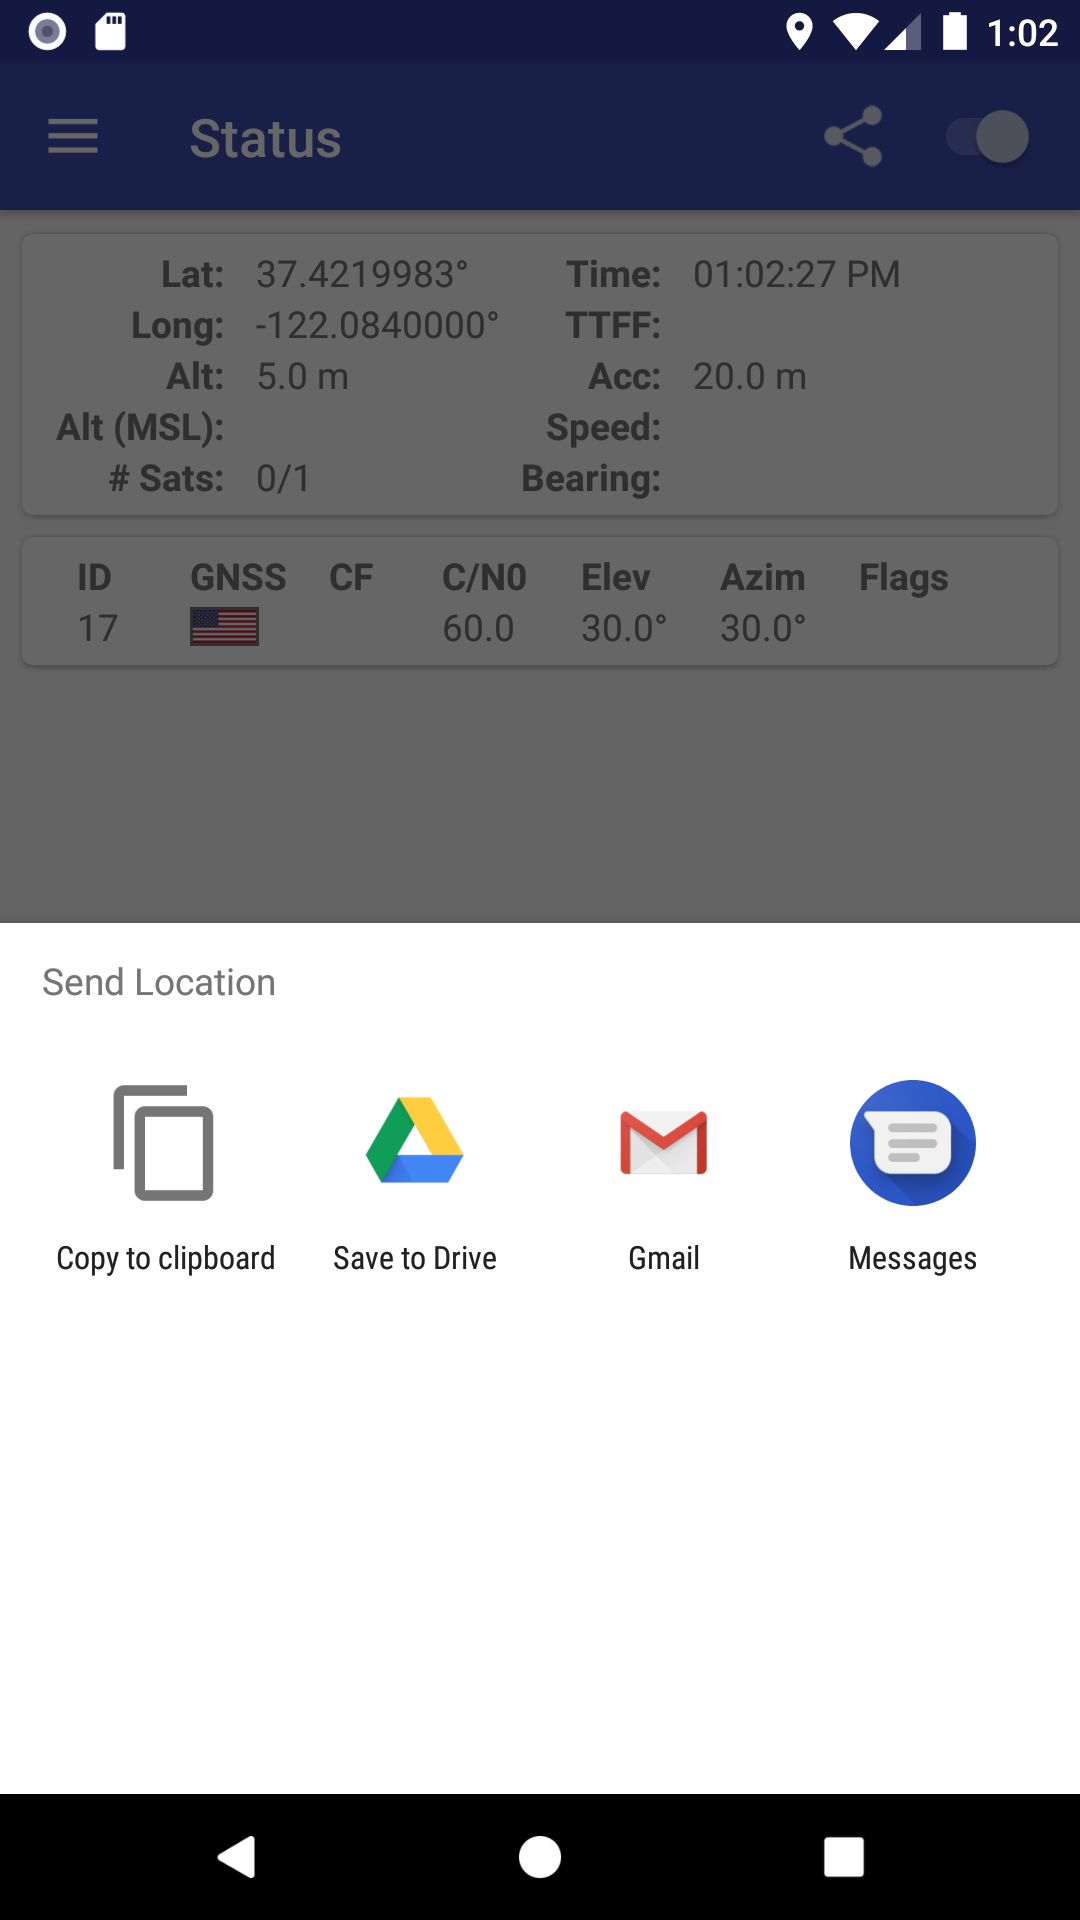 1:02
Status
Lat: 37.4219983° Time: 01:02:27 PM
Long: -122.0840000° TTFF:
Alt: 5.0 m Acc: 20.0 m
Alt (MSL): Speed:
# Sats: 0/1 Bearing:
ID GNSS CF C/N0 Elev Azim Flags
17 60.0 30.0° 30.0°
Send Location
Copy to clipboard Save to Drive Gmail Messages